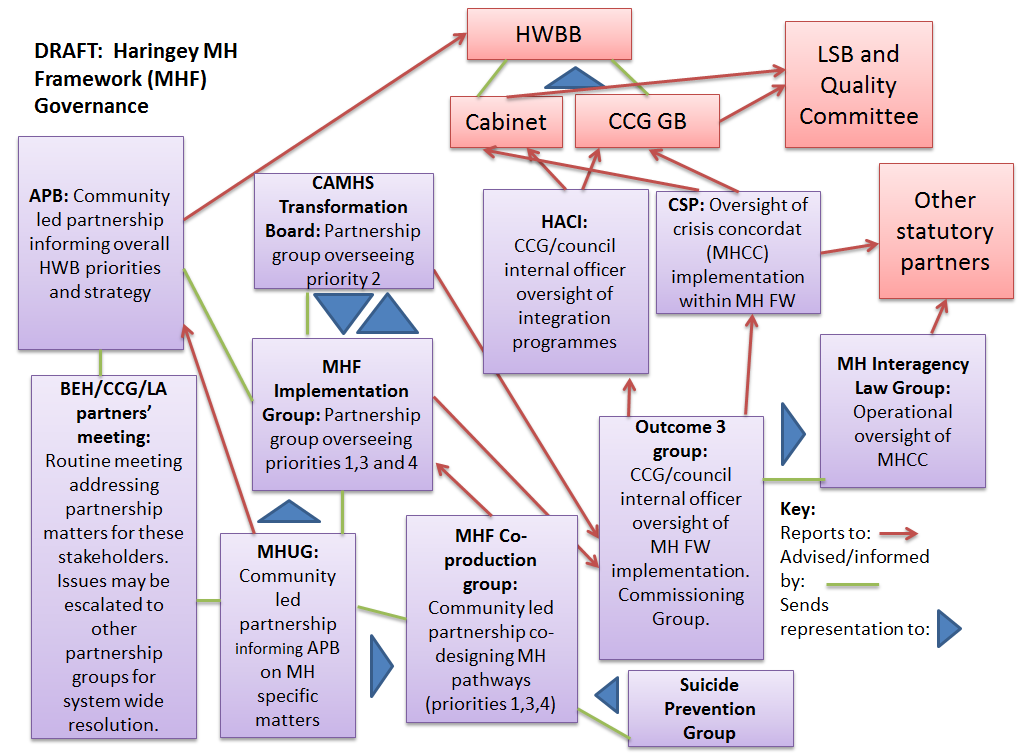 DRAFT:  Haringey MH
Framework (MHF)
Governance
HWBB
Cabinet
CCG GB
LSB and
Quality
Committee
APB: Community
led partnership
informing overall
HWB priorities
and strategy
CAMHS
Transformation
Board: Partnership
group overseeing
priority 2
HACI:
CCG/council
internal officer
oversight of
integration
programmes
CSP: Oversight of
crisis concordat
(MHCC)
implementation
within MH FW
Other
statutory
partners
BEH/CCG/LA
partners’
meeting:
Routine meeting
addressing
partnership
matters for these
stakeholders.
Issues may be
escalated to
other
partnership
groups for
system wide
resolution.
MHF
Implementation
Group: Partnership
group overseeing
priorities 1,3 and 4
Outcome 3
group:
CCG/council
internal officer
oversight of
MH FW
implementation.
Commissioning
Group.
MH Interagency
Law Group:
Operational
oversight of
MHCC
MHUG:
Community
led
partnership
informing APB
on MH
specific
matters
MHF Co-
production group:
Community led
partnership co-
designing MH
pathways
(priorities 1,3,4)
Suicide
Prevention
Group
Key:
Reports to:
Advised/informed
by:
Sends
representation to: